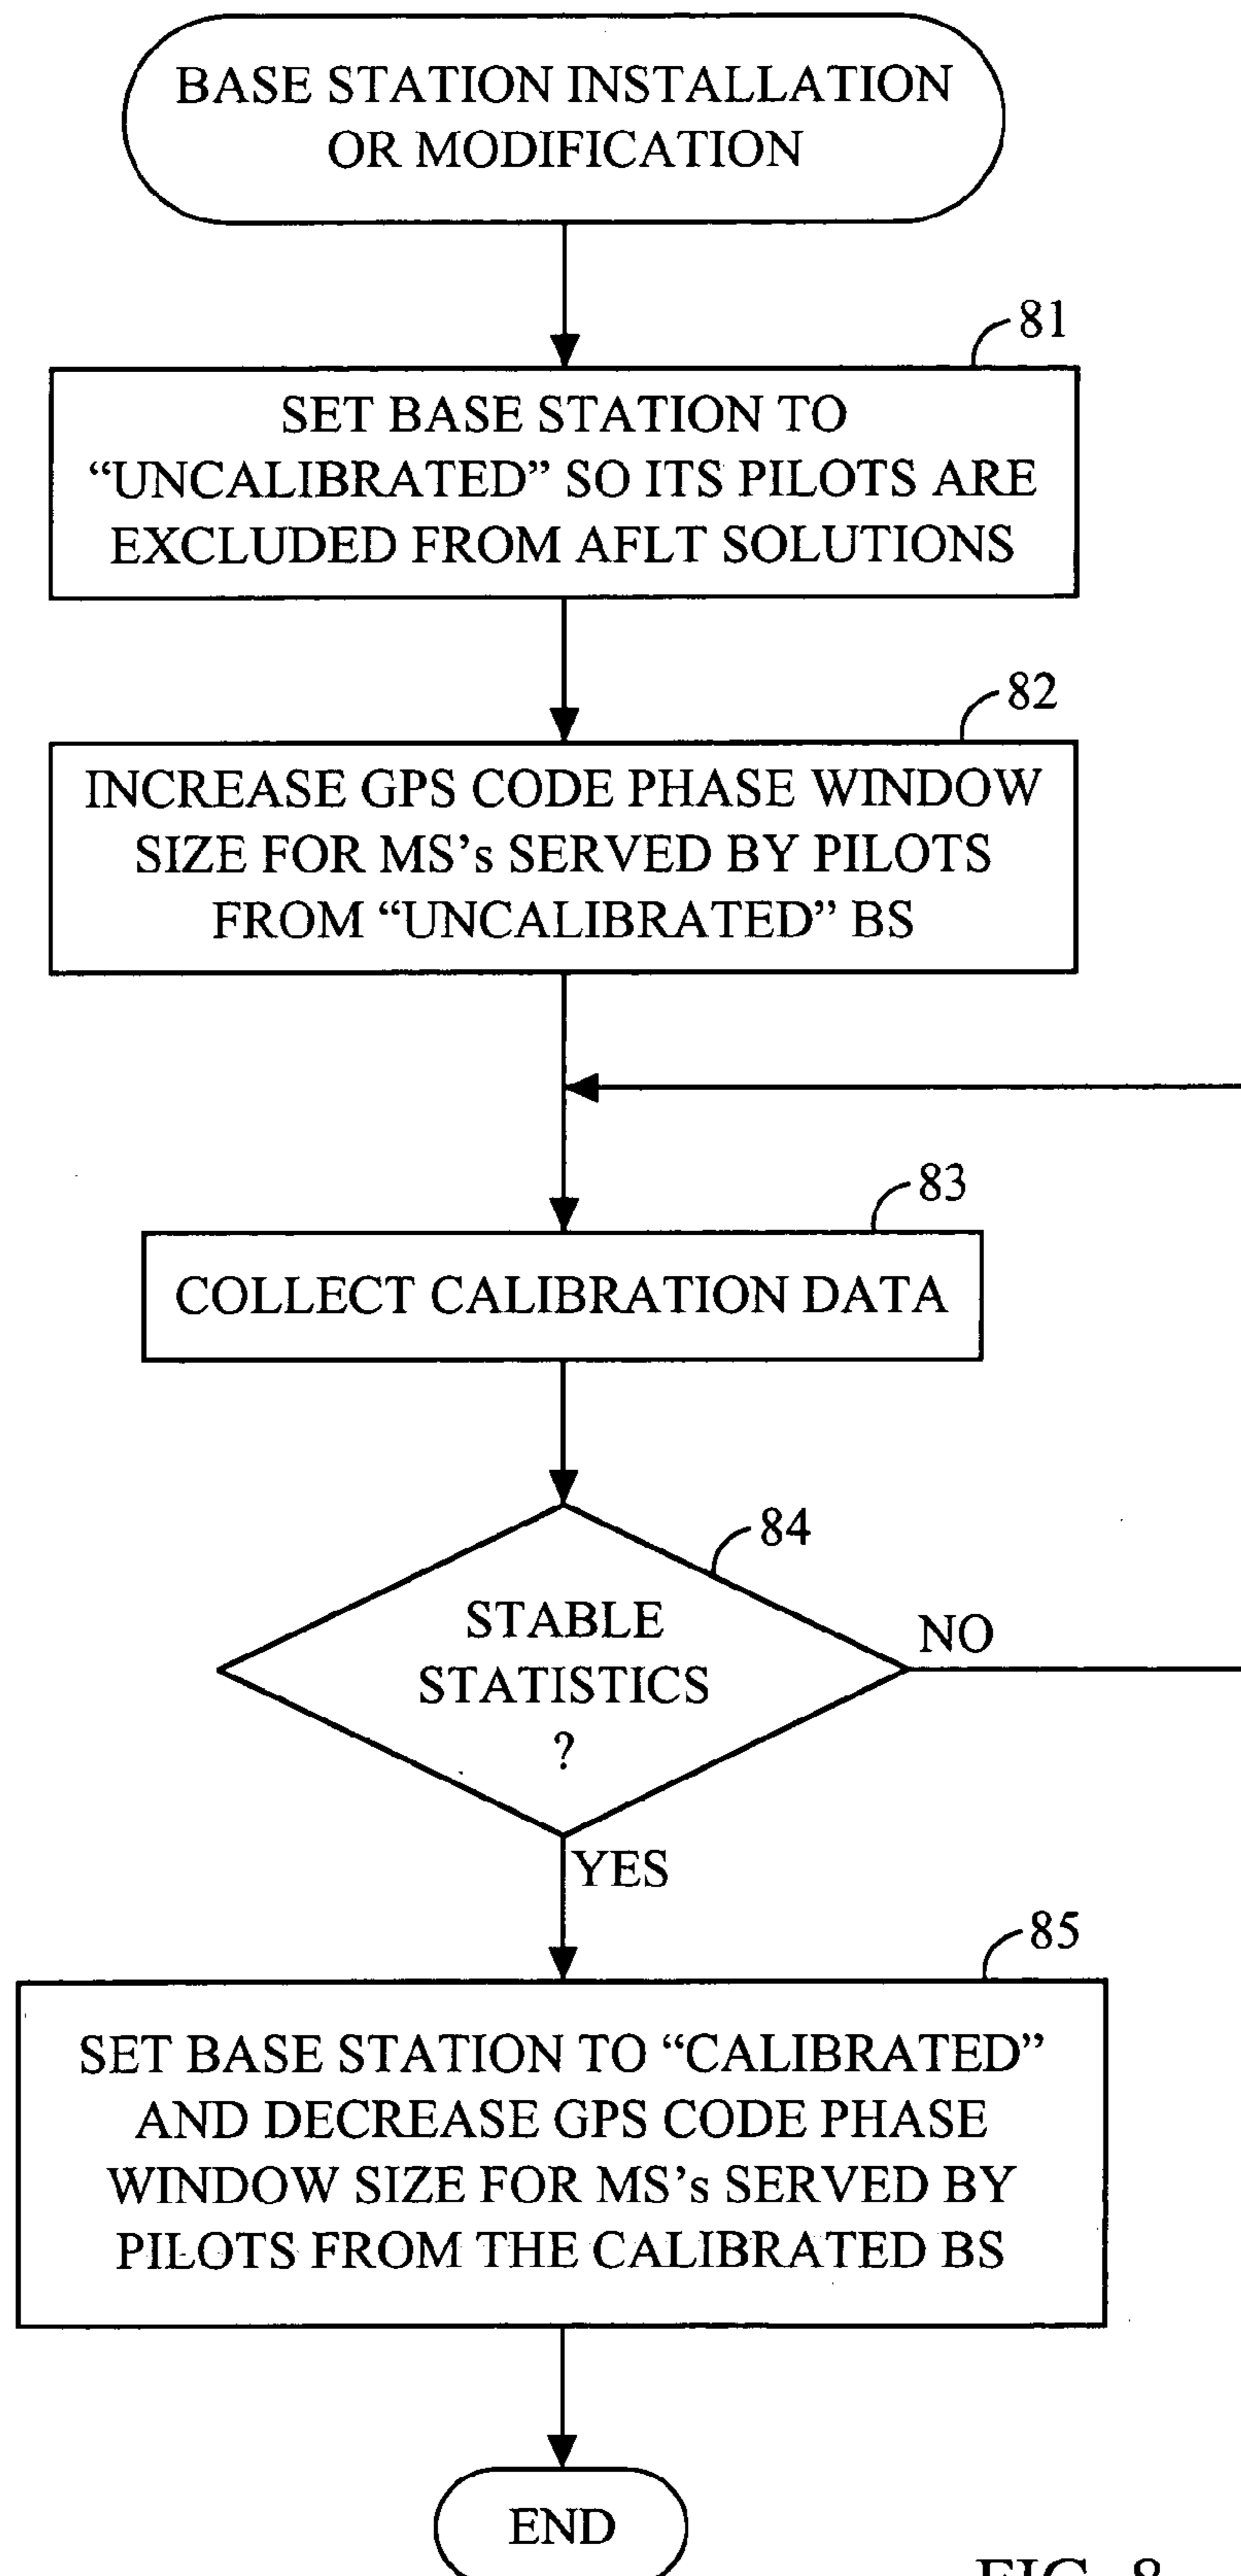 BASE STATION INSTALLATION
OR MODIFICATION
81
SET BASE STATION TO
“UNCALIBRATED” SO ITS PILOTS ARE
EXCLUDED FROM AFLT SOLUTIONS
82
INCREASE GPS CODE PHASE WINDOW
SIZE FOR MS’s SERVED BY PILOTS
FROM “UNCALIBRATED” BS
83
COLLECT CALIBRATION DATA
84
STABLE
STATISTICS
?
NO
YES
85
SET BASE STATION TO “CALIBRATED”
AND DECREASE GPS CODE PHASE
WINDOW SIZE FOR MS’s SERVED BY
PILOTS FROM THE CALIBRATED BS
END
FIG. 8